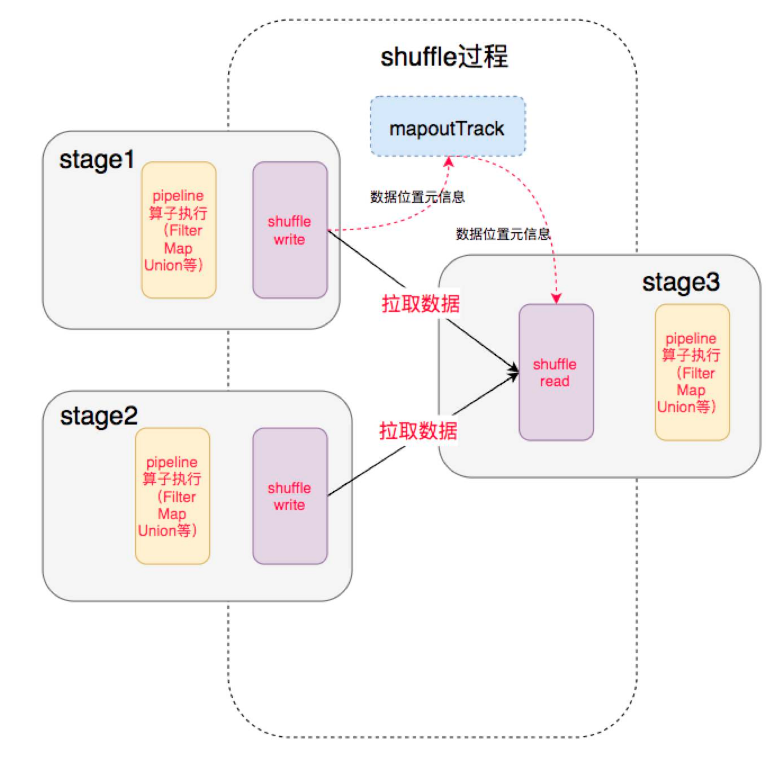 shuffle过程
mapoutTrack
stage1
pipeline
算子执行
（Filter
Map
Union等）
shuffle
write
数据位置元信息
数据位置元信息
拉取数据
stage3
shuffle
read
pipeline
算子执行
（Filter
Map
Union等）
stage2
pipeline
算子执行
（Filter
Map
Union等）
shuffle
write
拉取数据